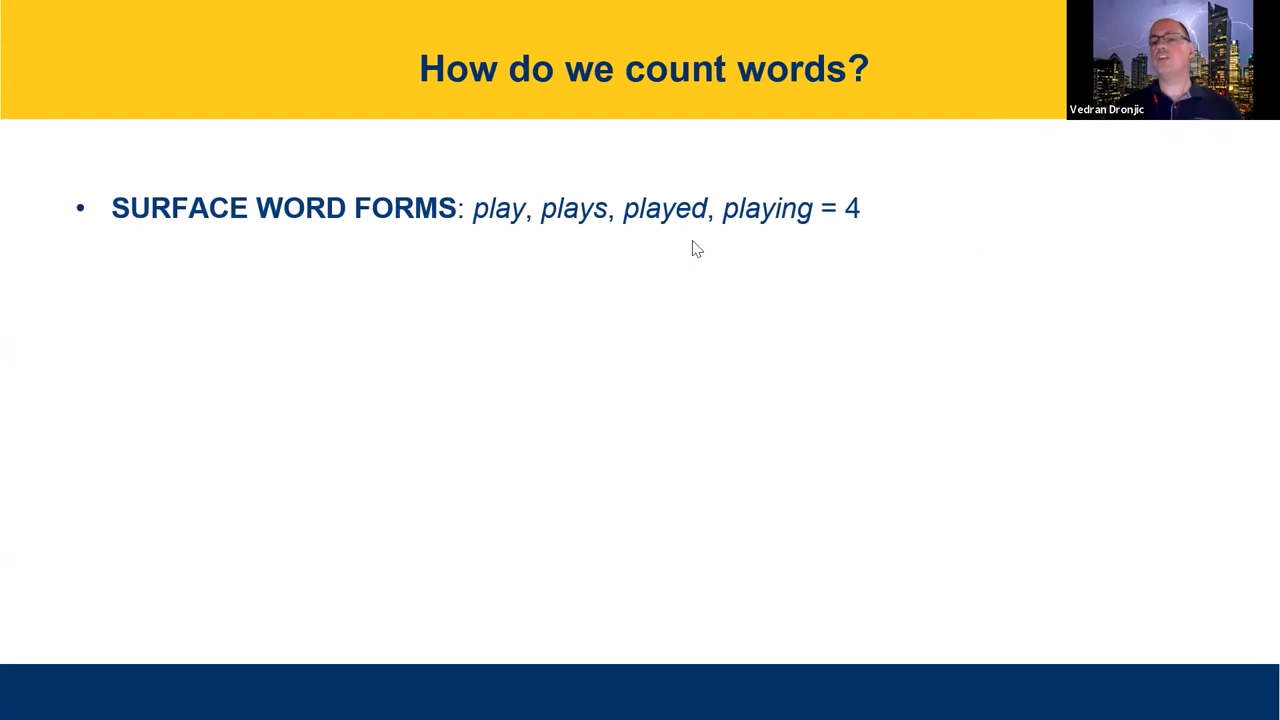 How do we count words?
Vedran Dronjic
• SURFACE WORD FORMS: play, plays, played, playing = 4